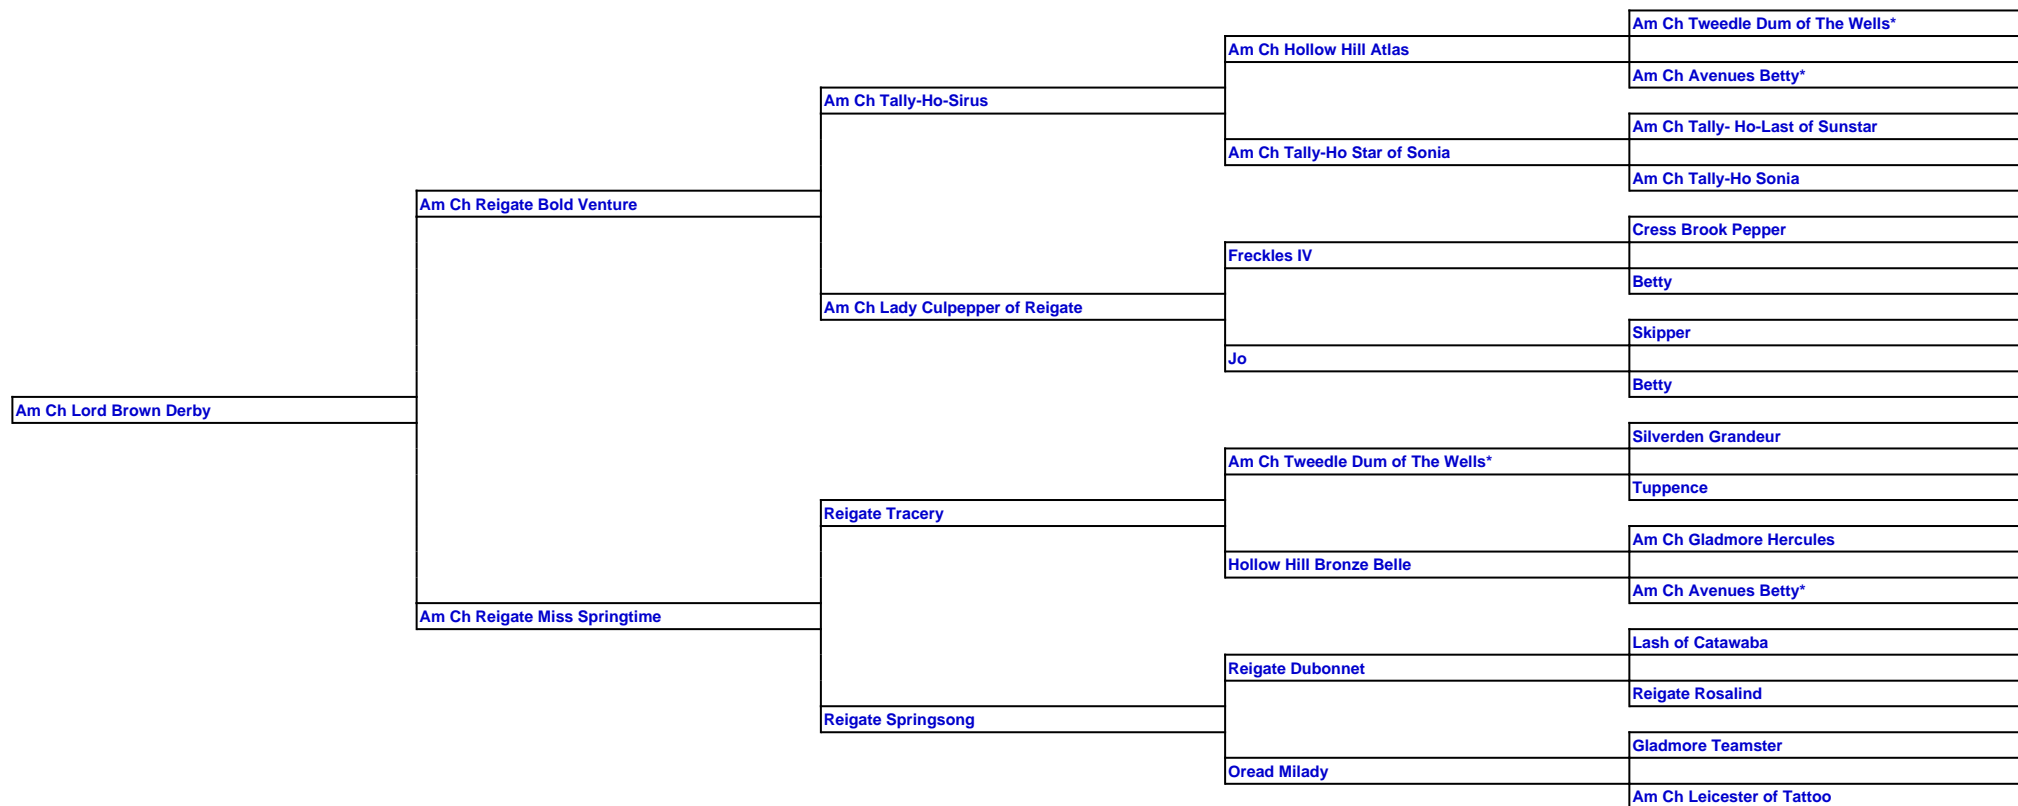 Am Ch Tweedle Dum of The Wells*
Am Ch Hollow Hill Atlas
Am Ch Avenues Betty*
Am Ch Tally-Ho-Sirus
Am Ch Tally- Ho-Last of Sunstar
Am Ch Tally-Ho Star of Sonia
Am Ch Tally-Ho Sonia
Am Ch Reigate Bold Venture
Cress Brook Pepper
Freckles IV
Betty
Am Ch Lady Culpepper of Reigate
Skipper
Jo
Betty
Am Ch Lord Brown Derby
Silverden Grandeur
Am Ch Tweedle Dum of The Wells*
Tuppence
Reigate Tracery
Am Ch Gladmore Hercules
Hollow Hill Bronze Belle
Am Ch Avenues Betty*
Am Ch Reigate Miss Springtime
Lash of Catawaba
Reigate Dubonnet
Reigate Rosalind
Reigate Springsong
Gladmore Teamster
Oread Milady
Am Ch Leicester of Tattoo